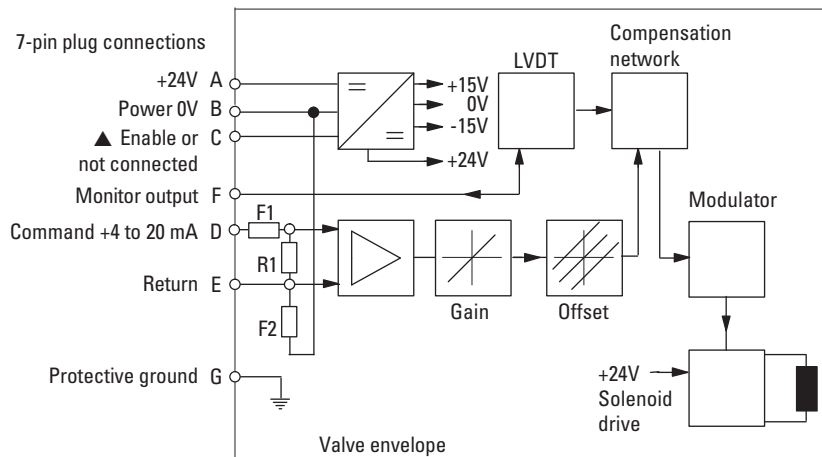 7-pin plug connections
+24V A
Power 0V B
▲ Enable or C
not connected
Monitor output F
Command +4 to 20 mA D
Return E
Protective ground G
+15V
0V
-15V
+24V
LVDT
Compensation
network
F1
R1
F2
Gain
Offset
Modulator
+24V
Solenoid
drive
Valve envelope